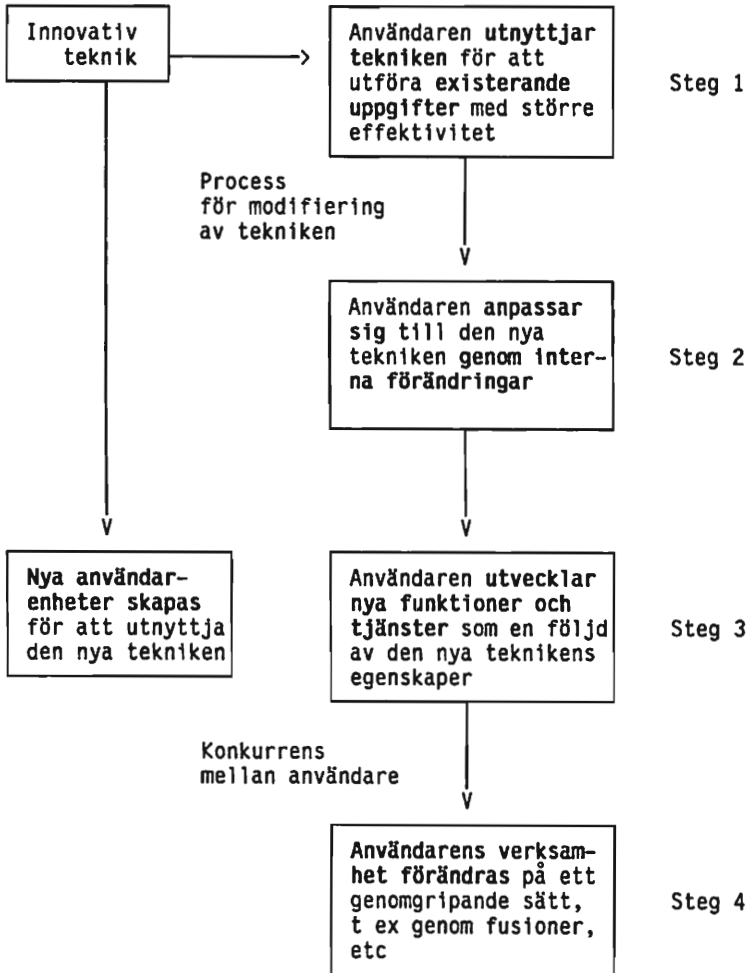 Innovativ
teknik
Användaren utnyttjar
tekniken för att
utföra existerande
uppgifter med större
effektivitet
Steg 1
Process
för modifiering
av tekniken
Användaren anpassar
sig till den nya
tekniken genom inter-
na förändringar
Steg 2
Nya användar-
enheter skapas
för att utnyttja
den nya tekniken
Användaren utvecklar
nya funktioner och
tjänster som en följd
av den nya teknikens
egenskaper
Steg 3
Konkurrens
mellan användare
Användarens verksam-
het förändras på ett
genomgripande sätt,
t ex genom fusioner,
etc
Steg 4